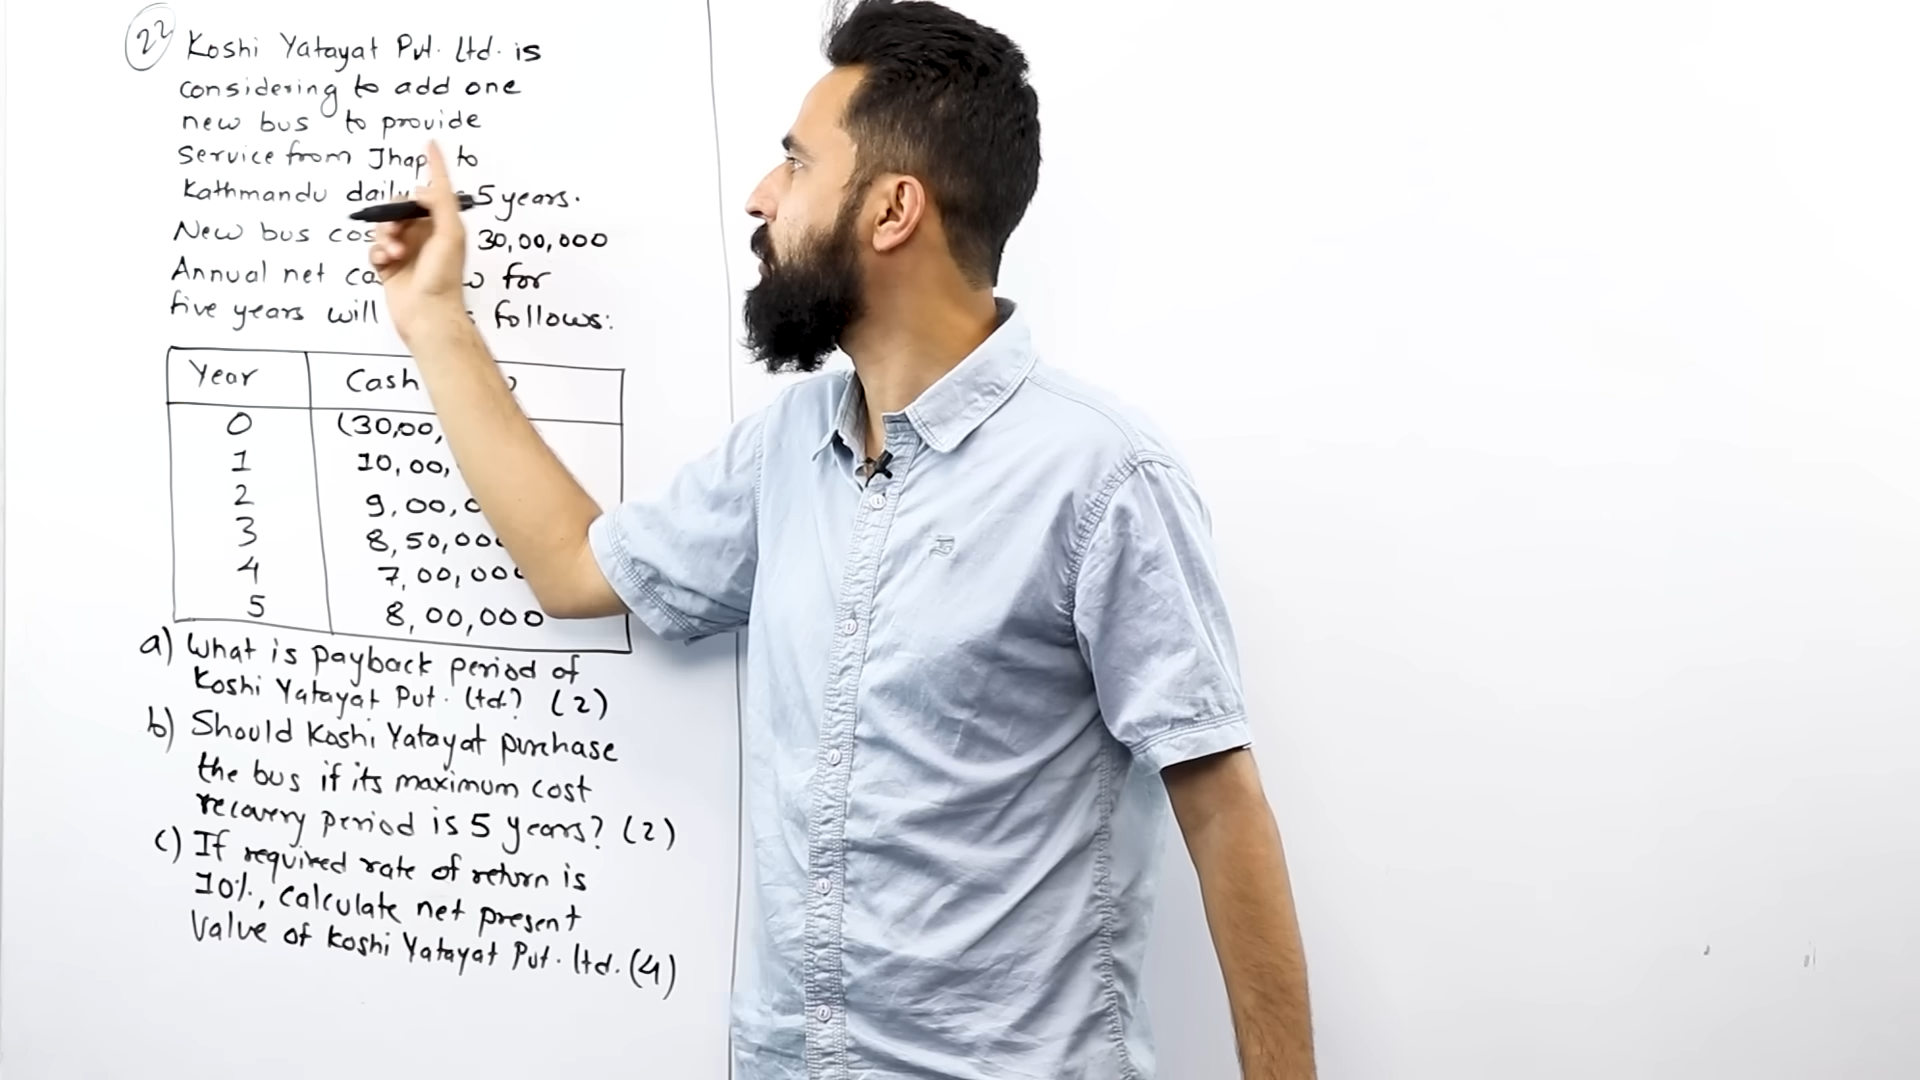 22 Koshi Yatayat Pvt. Ltd. is
considering to add one
new bus to provide
Service from Jhap to
Kathmandu daily 5 years.
New bus cos 30,00,000
Annual net ca for
five years will follows:
Year Cash
0 (30,00,
1 10,00,
2 9,00,0
3 8,50,000
4 7,00,000
5 8,00,000
a) What is payback period of
Koshi Yatayat Pvt. Ltd.? (2)
b) Should Koshi Yatayat purchase
the bus if its maximum cost
recovery period is 5 years? (2)
c) If required rate of return is
10%, calculate net present
Value of Koshi Yatayat Pvt. Ltd. (4)